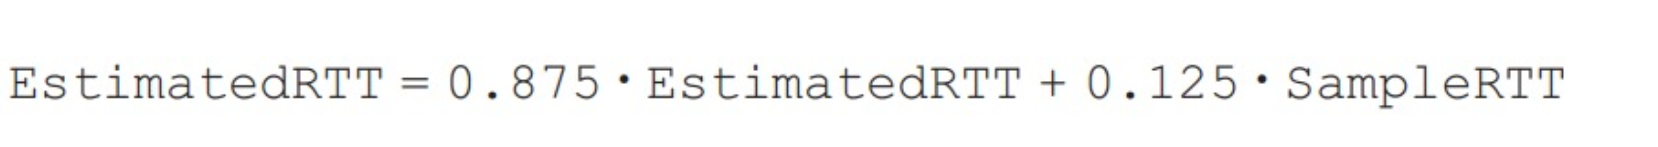 EstimatedRTT = 0.875 · EstimatedRTT + 0.125 · SampleRTT